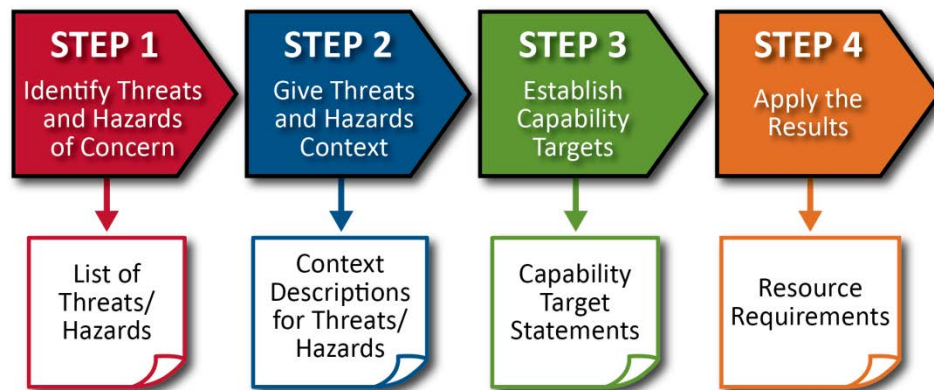 STEP 1
Identify Threats
and Hazards
of Concern
STEP 2
Give Threats
and Hazards
Context
STEP 3
Establish
Capability
Targets
STEP 4
Apply the
Results
List of
Threats/
Hazards
Context
Descriptions
for Threats/
Hazards
Capability
Target
Statements
Resource
Requirements